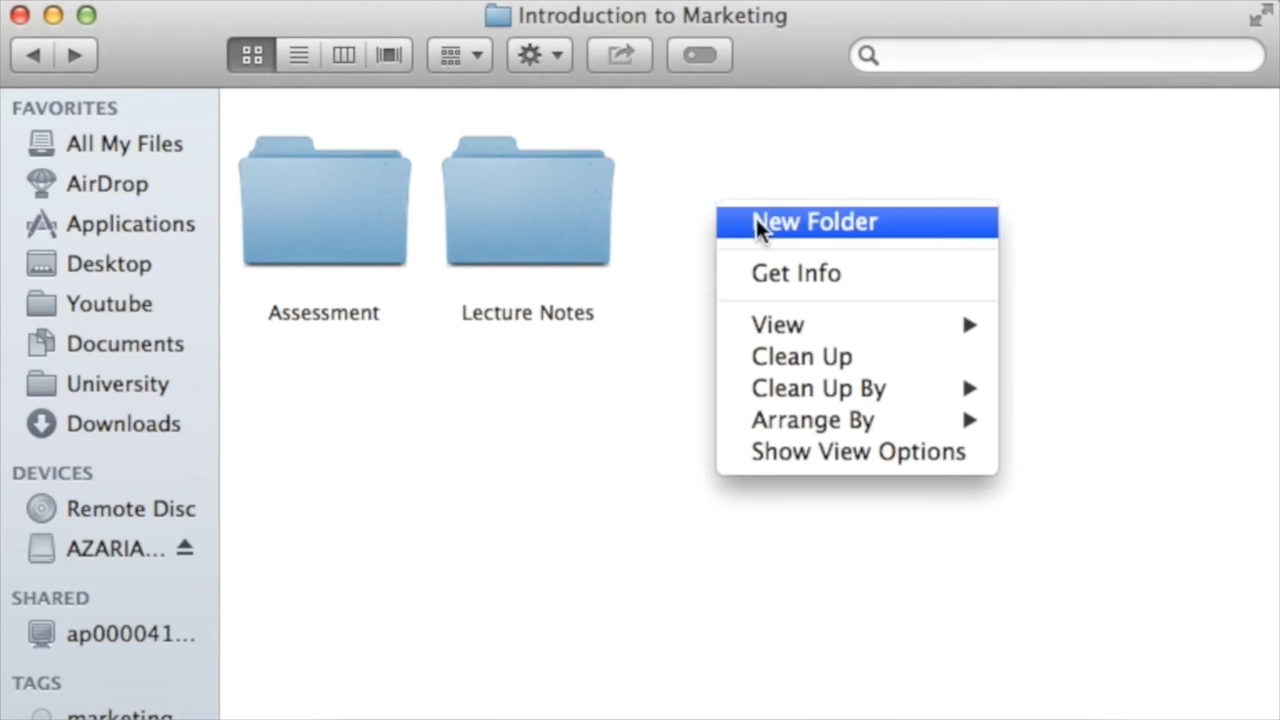 Introduction to Marketing
FAVORITES
All My Files
AirDrop
Applications
Desktop
Youtube
Documents
University
Downloads
DEVICES
Remote Disc
AZARIA...
SHARED
ap000041...
TAGS
marketing
Assessment
Lecture Notes
New Folder
Get Info
View
Clean Up
Clean Up By
Arrange By
Show View Options